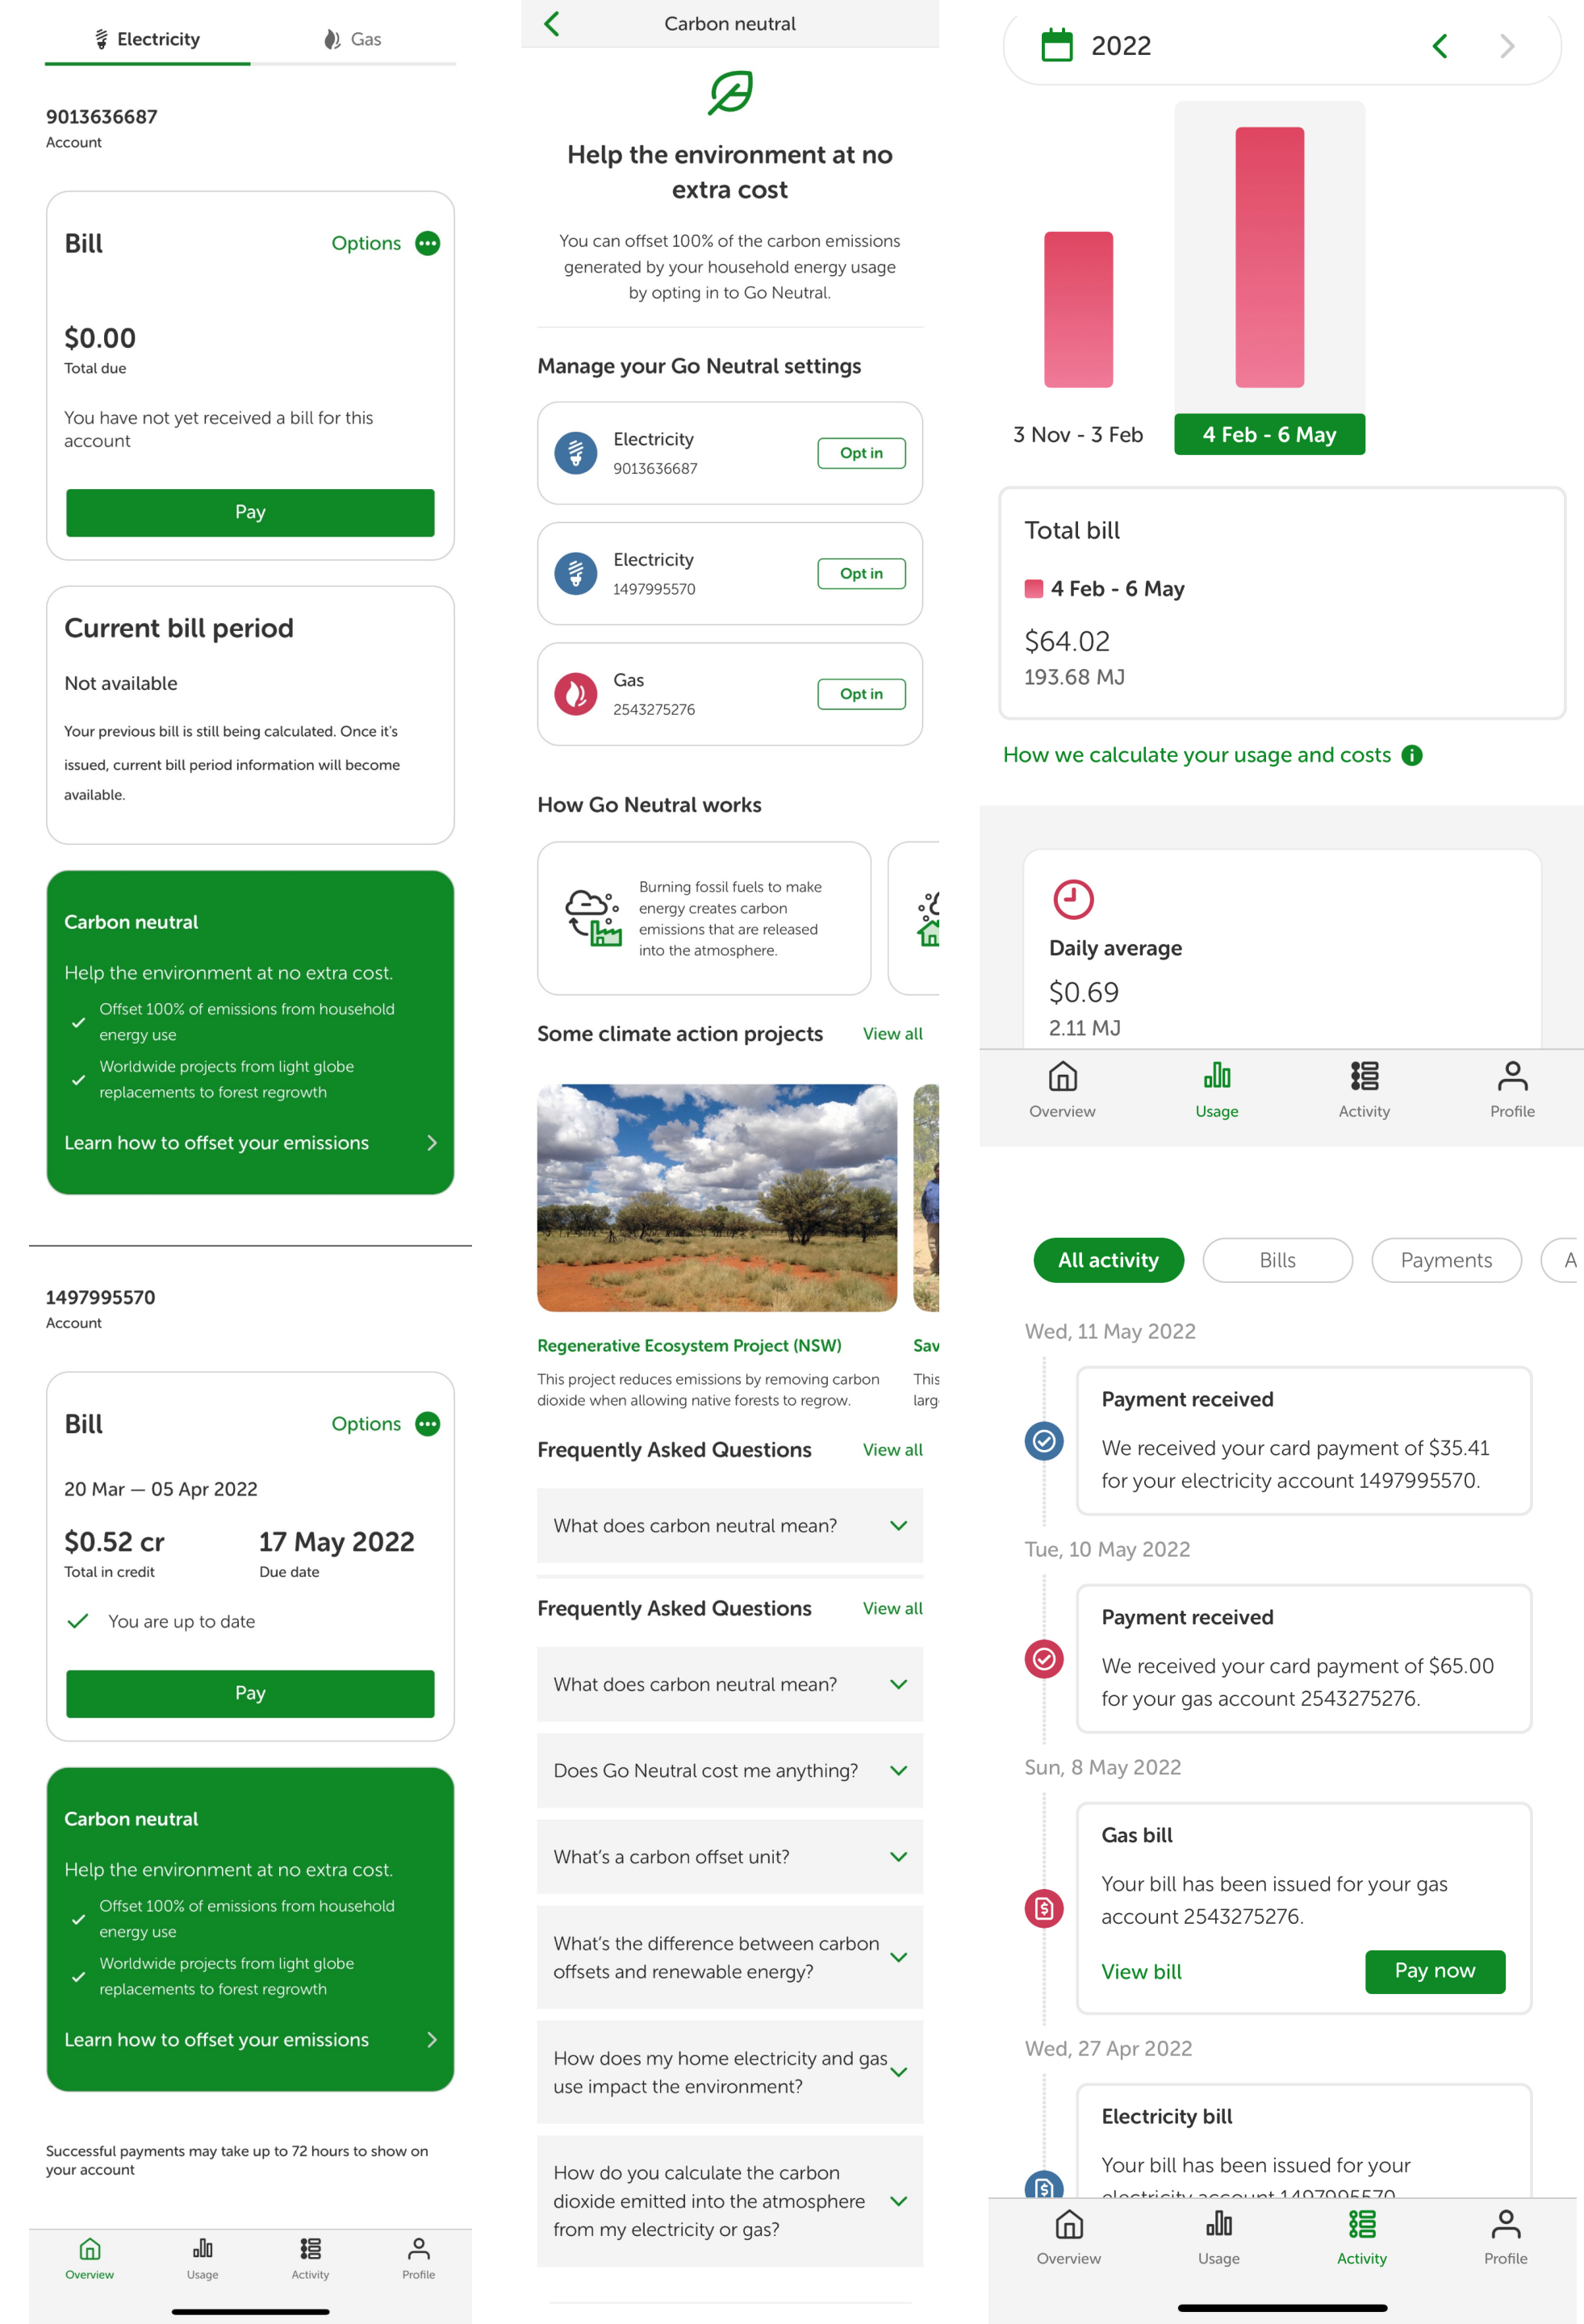 Electricity
Gas
9013636687
Account
Bill
Options
$0.00
Total due
You have not yet received a bill for this
account
Pay
Current bill period
Not available
Your previous bill is still being calculated. Once it's
issued, current bill period information will become
available.
Carbon neutral
Help the environment at no extra cost.
Offset 100% of emissions from household
energy use
Worldwide projects from light globe
replacements to forest regrowth
Learn how to offset your emissions
1497995570
Account
Bill
Options
20 Mar — 05 Apr 2022
$0.52 cr
17 May 2022
Total in credit
Due date
You are up to date
Pay
Carbon neutral
Help the environment at no extra cost.
Offset 100% of emissions from household
energy use
Worldwide projects from light globe
replacements to forest regrowth
Learn how to offset your emissions
Successful payments may take up to 72 hours to show on
your account
Overview
Usage
Activity
Profile
Carbon neutral
Help the environment at no
extra cost
You can offset 100% of the carbon emissions
generated by your household energy usage
by opting in to Go Neutral.
Manage your Go Neutral settings
Electricity
9013636687
Opt in
Electricity
1497995570
Opt in
Gas
2543275276
Opt in
How Go Neutral works
Burning fossil fuels to make
energy creates carbon
emissions that are released
into the atmosphere.
Some climate action projects
View all
Regenerative Ecosystem Project (NSW)
Sav
This project reduces emissions by removing carbon
dioxide when allowing native forests to regrow.
This
larg
Frequently Asked Questions
View all
What does carbon neutral mean?
Frequently Asked Questions
View all
What does carbon neutral mean?
Does Go Neutral cost me anything?
What's a carbon offset unit?
What's the difference between carbon
offsets and renewable energy?
How does my home electricity and gas
use impact the environment?
How do you calculate the carbon
dioxide emitted into the atmosphere
from my electricity or gas?
2022
3 Nov - 3 Feb
4 Feb - 6 May
Total bill
4 Feb - 6 May
$64.02
193.68 MJ
How we calculate your usage and costs
Daily average
$0.69
2.11 MJ
Overview
Usage
Activity
Profile
All activity
Bills
Payments
A
Wed, 11 May 2022
Payment received
We received your card payment of $35.41
for your electricity account 1497995570.
Tue, 10 May 2022
Payment received
We received your card payment of $65.00
for your gas account 2543275276.
Sun, 8 May 2022
Gas bill
Your bill has been issued for your gas
account 2543275276.
View bill
Pay now
Wed, 27 Apr 2022
Electricity bill
Your bill has been issued for your
electricity account 1497995570
Overview
Usage
Activity
Profile